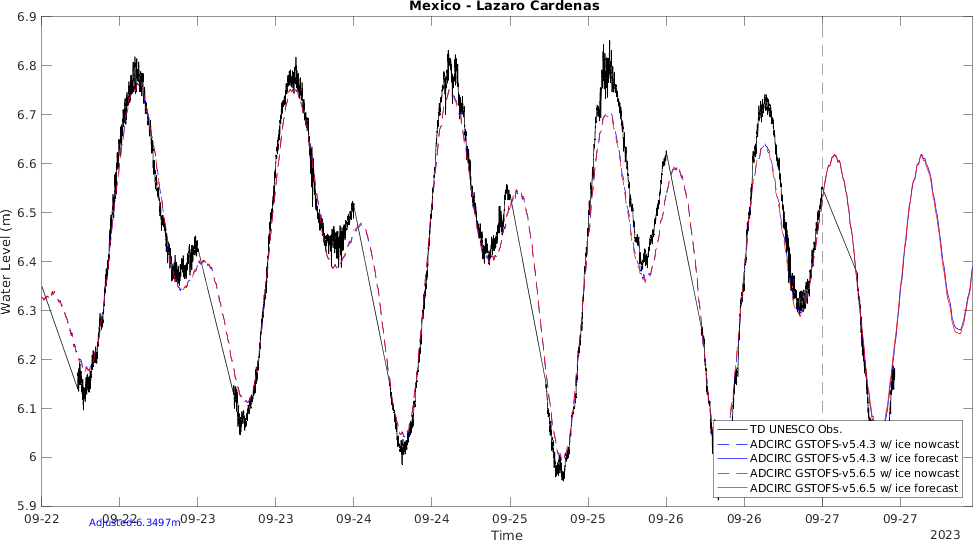 Mexico - Lazaro Cardenas
6.9
6.8
6.7
6.6
6.5
6.4
6.3
6.2
6.1
6
5.9
Water Level (m)
TD UNESCO Obs.
ADCIRC GSTOFS-v5.4.3 w/ ice nowcast
ADCIRC GSTOFS-v5.4.3 w/ ice forecast
ADCIRC GSTOFS-v5.6.5 w/ ice nowcast
ADCIRC GSTOFS-v5.6.5 w/ ice forecast
09-22 09-22 09-23 09-23 09-24 09-24 09-25 09-25 09-26 09-26 09-27 09-27
Adjusted:6.3497m
Time
2023